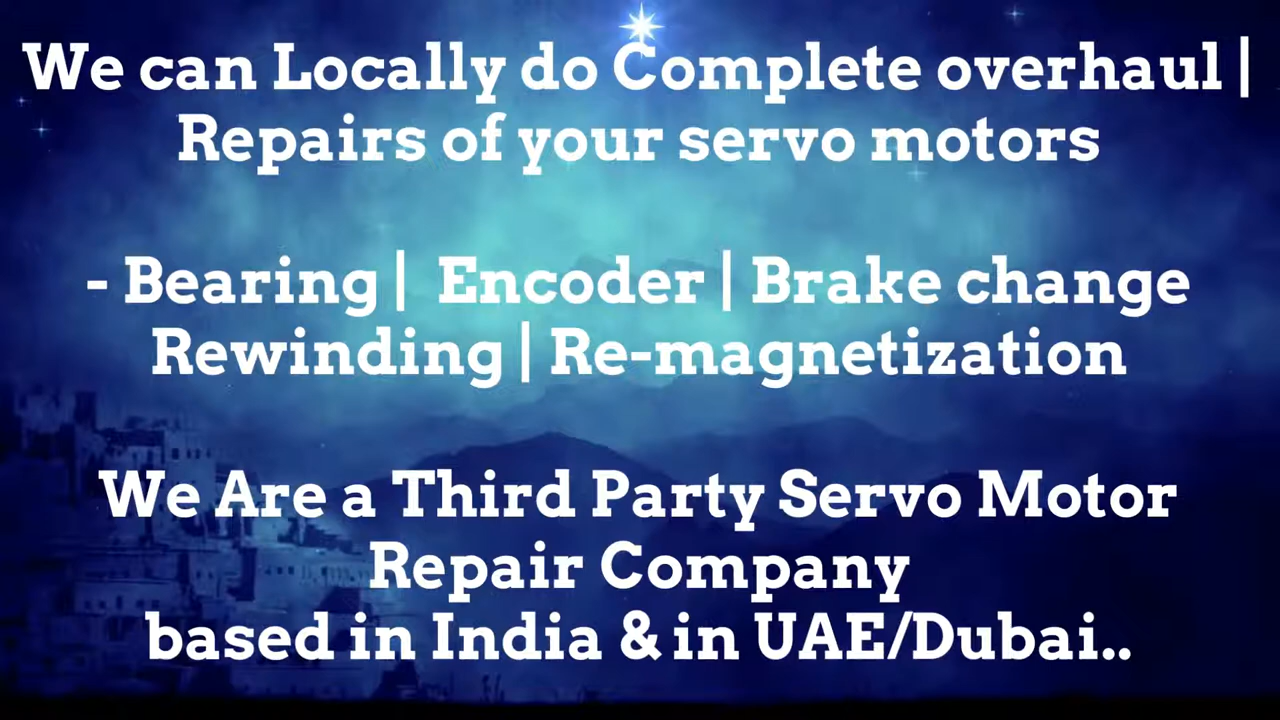 We can Locally do Complete overhaul |
Repairs of your servo motors
- Bearing |  Encoder | Brake change
Rewinding | Re-magnetization
We Are a Third Party Servo Motor
Repair Company
based in India & in UAE/Dubai..